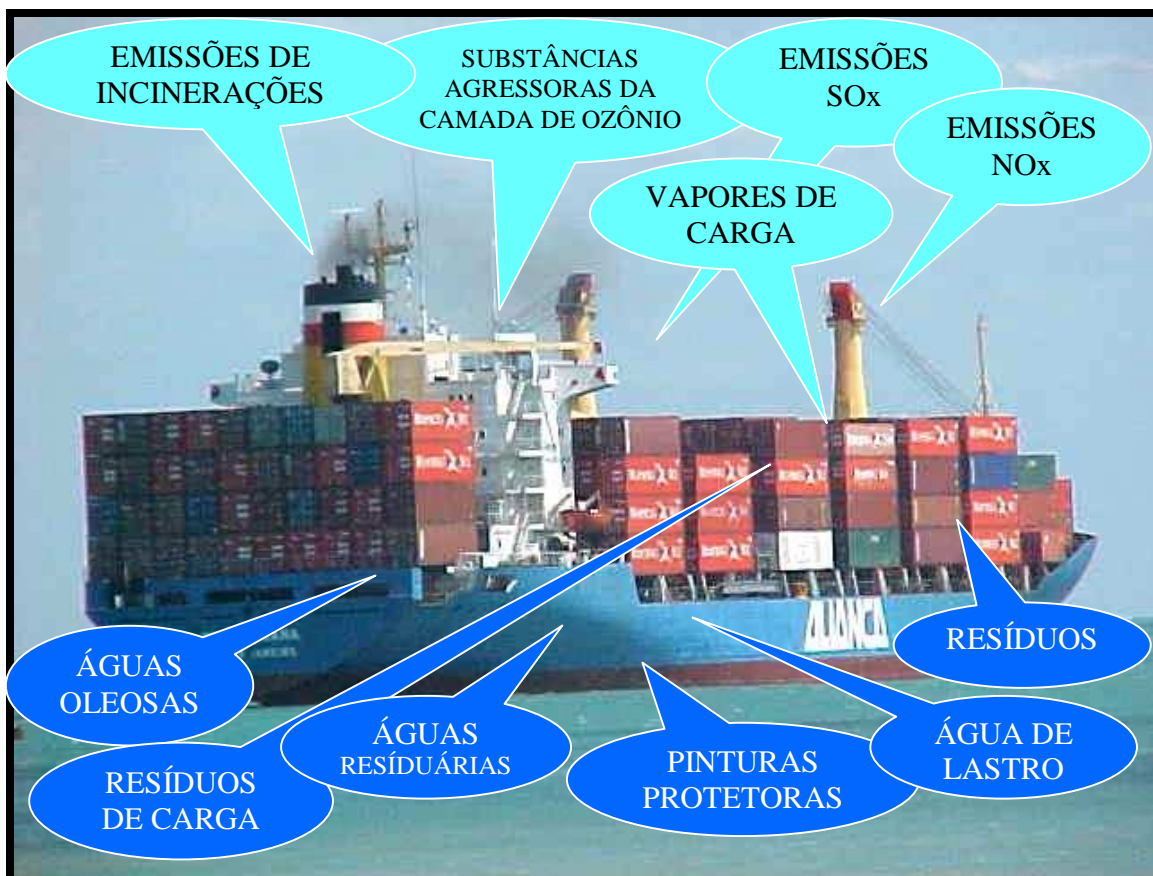 EMISSÕES DE
INCINERAÇÕES
SUBSTÂNCIAS
AGRESSORAS DA
CAMADA DE OZÔNIO
EMISSÕES
SOx
EMISSÕES
NOx
VAPORES DE
CARGA
ALIANÇA
RESÍDUOS
ÁGUAS
OLEOSAS
ÁGUAS
RESÍDUÁRIAS
ÁGUA DE
LASTRO
RESÍDUOS
DE CARGA
PINTURAS
PROTETORAS